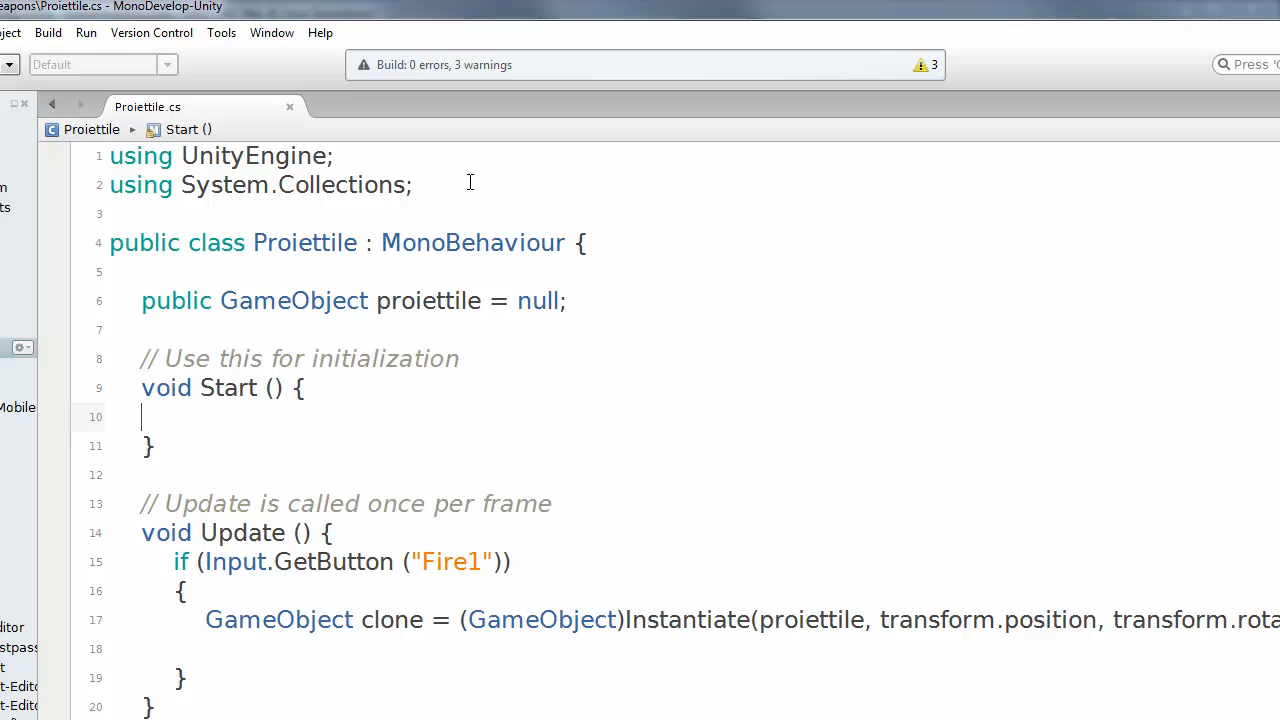 eapons\Proiettile.cs - MonoDevelop-Unity
oject Build Run Version Control Tools Window Help
Default
Build: 0 errors, 3 warnings
3
Press 'C
Proiettile.cs
Proiettile Start ()
1 using UnityEngine;
2 using System.Collections;
3
4 public class Proiettile : MonoBehaviour {
5
6 public GameObject proiettile = null;
7
8 // Use this for initialization
9 void Start () {
10
11 }
12
13 // Update is called once per frame
14 void Update () {
15 if (Input.GetButton ("Fire1"))
16 {
17 GameObject clone = (GameObject)Instantiate(proiettile, transform.position, transform.rota
18
19 }
20 }
m
ts
Mobile
ditor
stpass
t
t-Edito
t-Edito